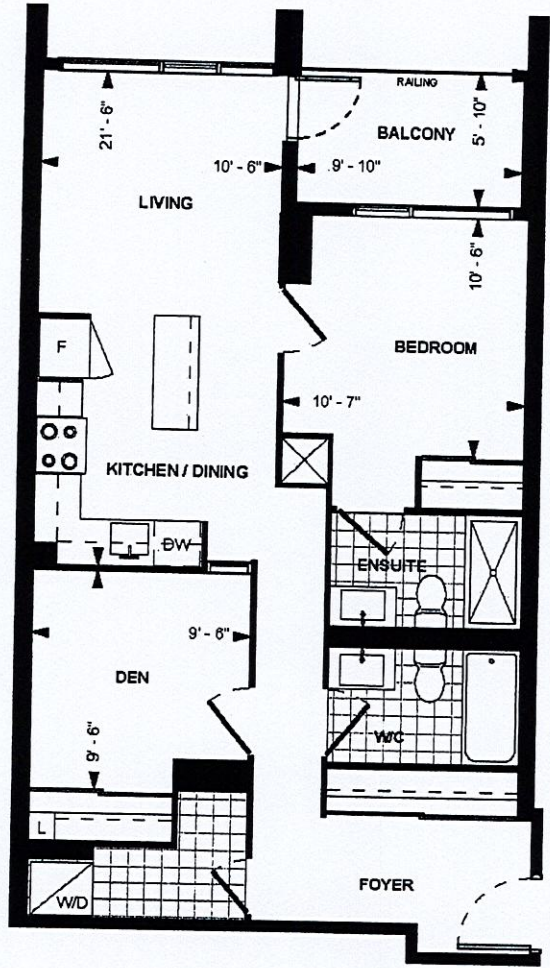 RAILING
21' - 6"
5' - 10"
BALCONY
10' - 6"
9' - 10"
LIVING
10' - 6"
F
BEDROOM
10' - 7"
KITCHEN / DINING
DW
ENSUITE
9' - 6"
DEN
9' - 6"
W/C
L
FOYER
W/D